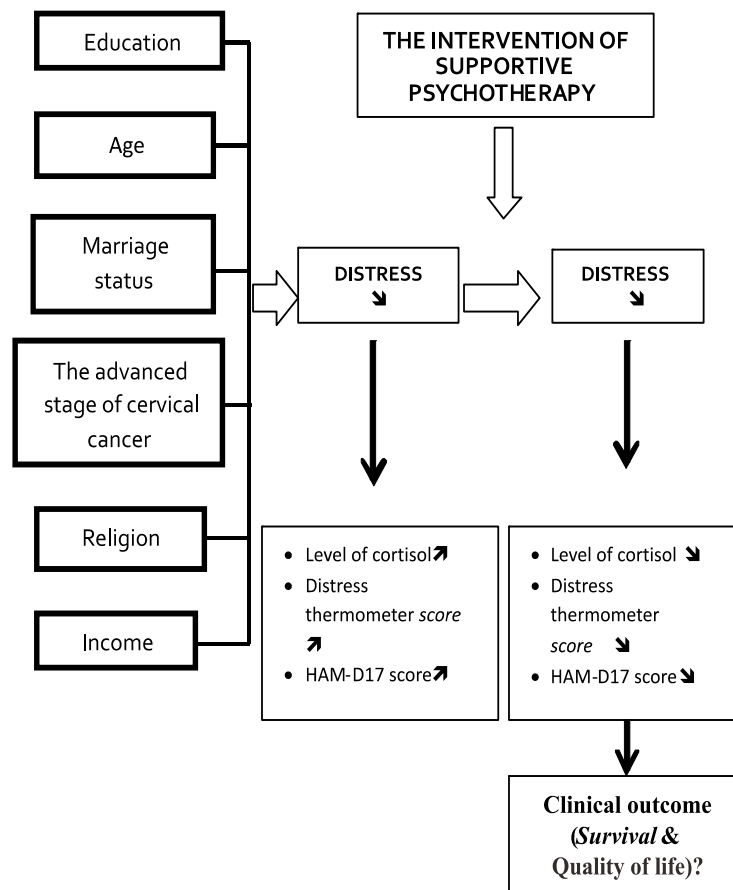 Education
Age
Marriage
status
The advanced
stage of cervical
cancer
Religion
Income
THE INTERVENTION OF
SUPPORTIVE
PSYCHOTHERAPY
DISTRESS
➘
DISTRESS
➘
• Level of cortisol➚
• Distress
thermometer score
➚
• HAM-D17 score➚
• Level of cortisol ➘
• Distress
thermometer
score ➘
• HAM-D17 score➘
Clinical outcome
(Survival &
Quality of life)?